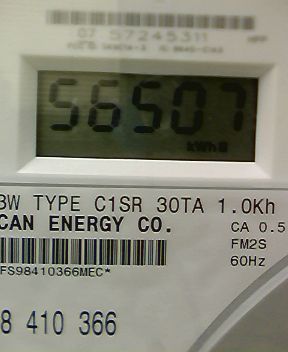 07 57245311
56507
kWh
3W TYPE C1SR 30TA 1.0Kh
CAN ENERGY CO.
CA 0.5
FM2S
FS98410366MEC*
60Hz
8 410 366